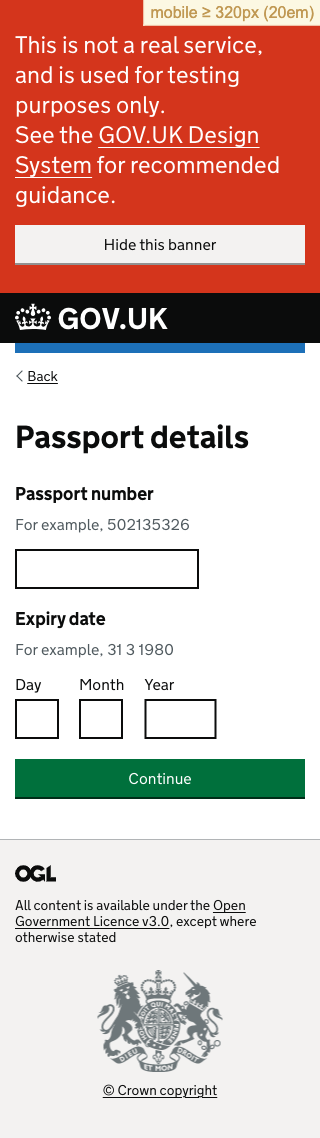 mobile ≥ 320px (20em)
This is not a real service,
and is used for testing
purposes only.
See the GOV.UK Design
System for recommended
guidance.
Hide this banner
GOV.UK
Back
Passport details
Passport number
For example, 502135326
Expiry date
For example, 31 3 1980
Day Month Year
Continue
OGL
All content is available under the Open
Government Licence v3.0, except where
otherwise stated
DIEU ET MON DROIT
© Crown copyright